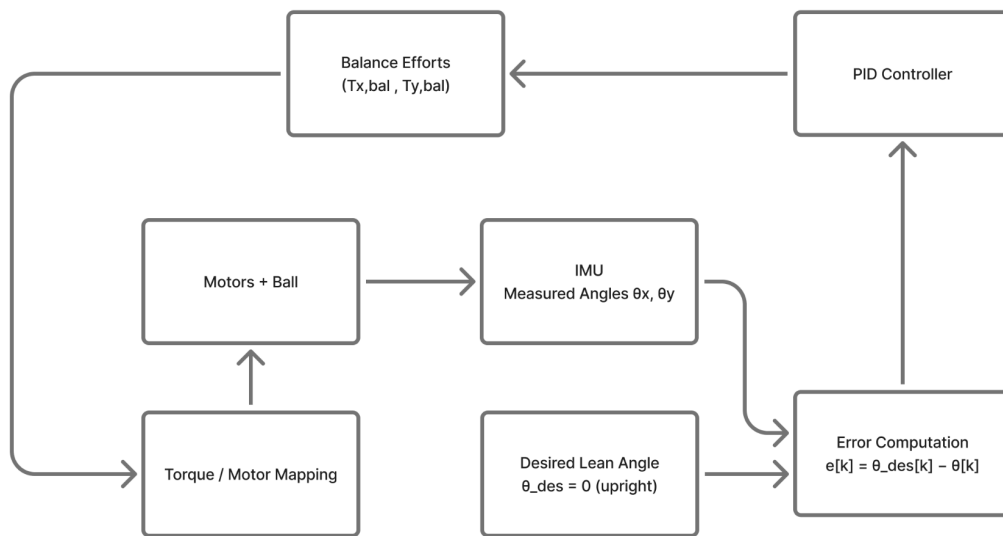 Balance Efforts
(Tx,bal , Ty,bal)
PID Controller
Motors + Ball
IMU
Measured Angles θx, θy
Torque / Motor Mapping
Desired Lean Angle
θ_des = 0 (upright)
Error Computation
e[k] = θ_des[k] − θ[k]